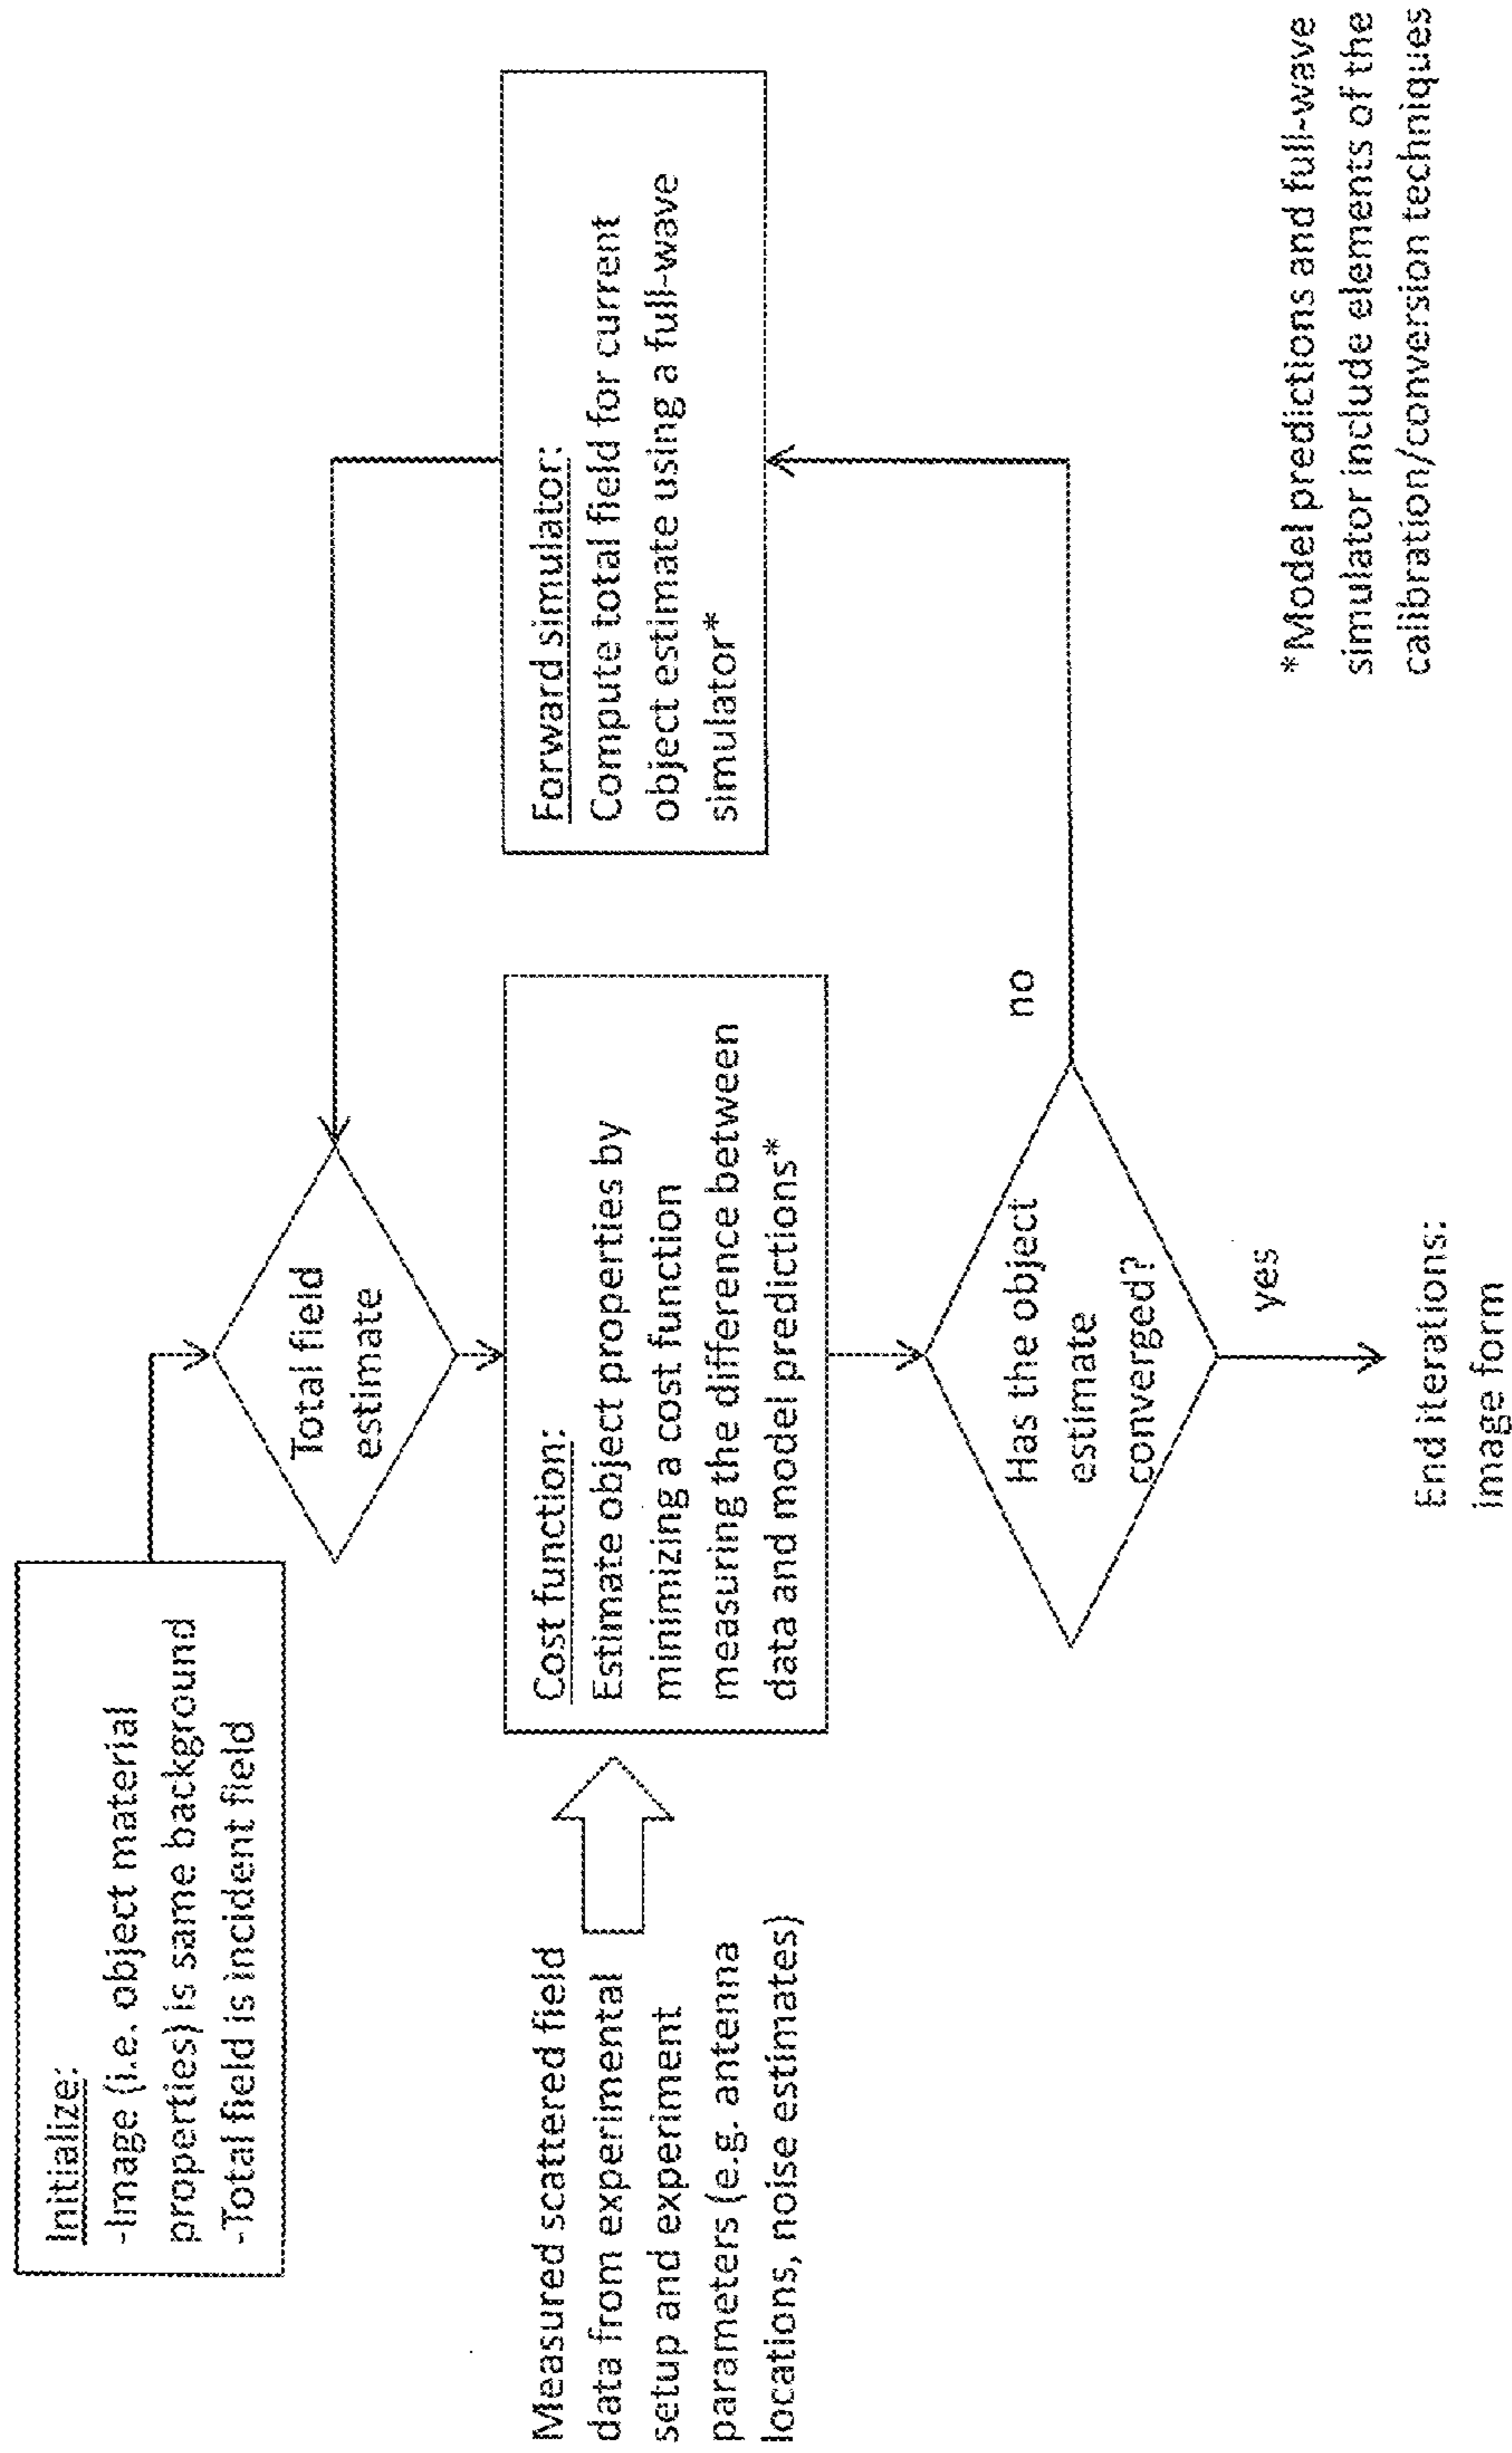 Initialize:
-Image (i.e. object material
properties) is same background
-Total field is incident field
Total field
estimate
Measured scattered field
data from experimental
setup and experiment
parameters (e.g. antenna
locations, noise estimates)
Cost function:
Estimate object properties by
minimizing a cost function
measuring the difference between
data and model predictions*
Forward simulator:
Compute total field for current
object estimate using a full-wave
simulator*
Has the object
estimate
converged?
no
yes
End iterations:
image form
*Model predictions and full-wave
simulator include elements of the
calibration/conversion techniques